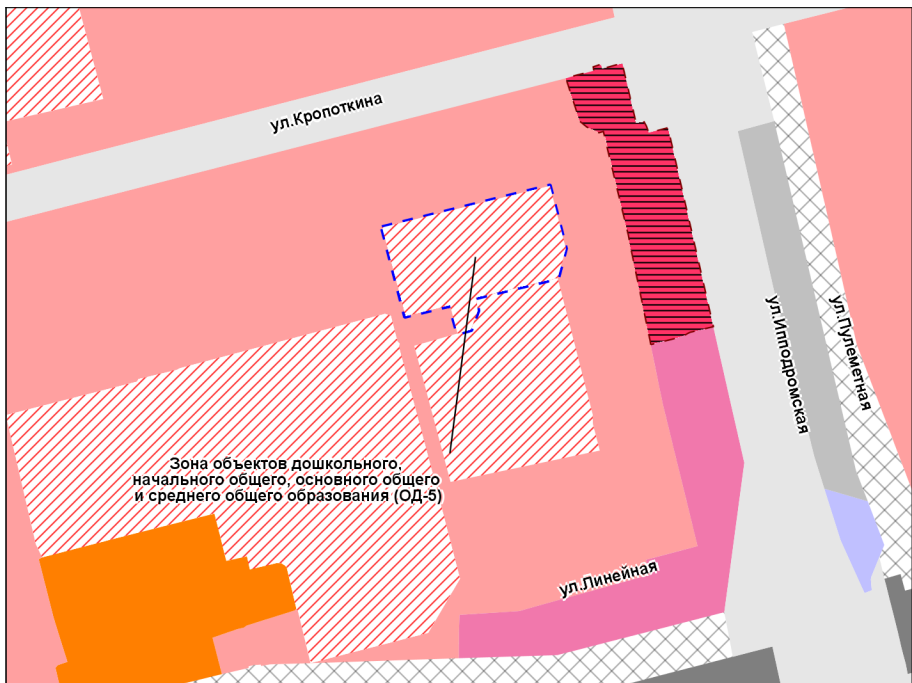 ул.Кропоткина
ул.Ипподромская
ул.Пулеметная
Зона объектов дошкольного,
начального общего, основного общего
и среднего общего образования (ОД-5)
ул.Линейная